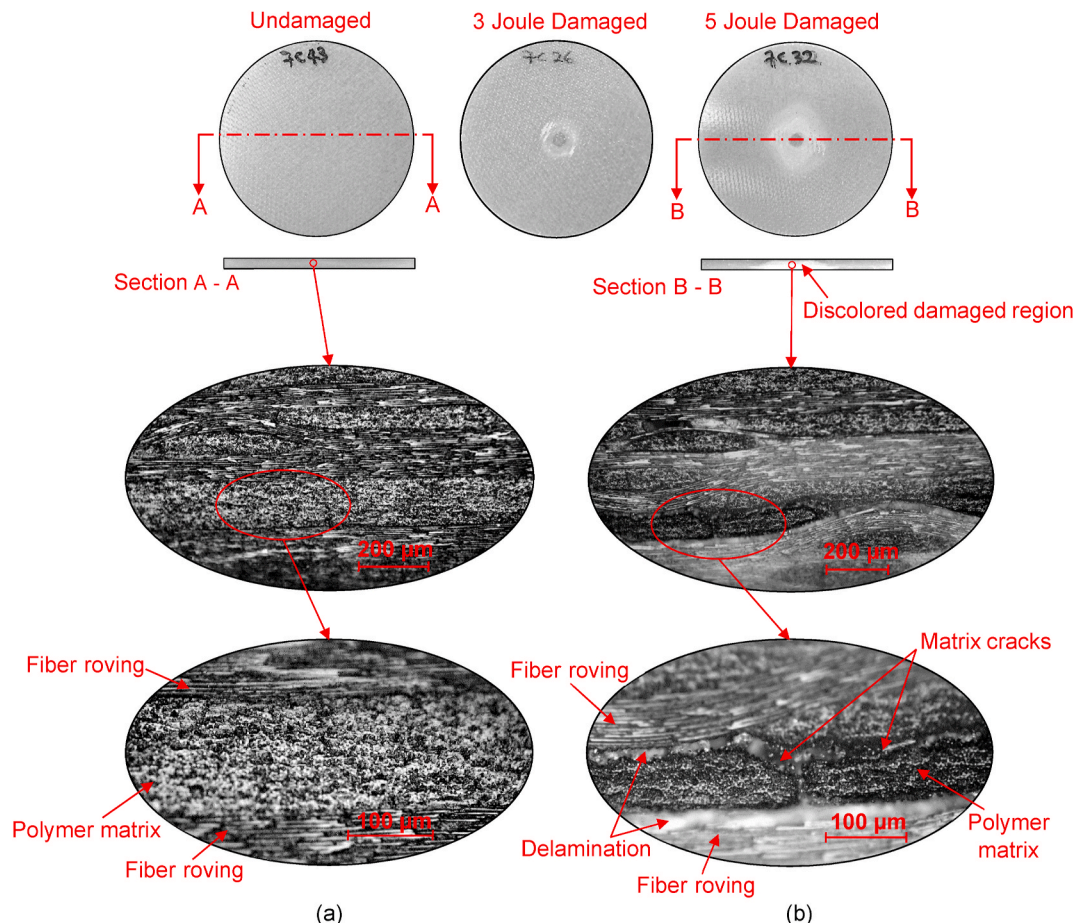 Undamaged
3 Joule Damaged
5 Joule Damaged
7C43
7C26
7C32
A
A
B
B
Section A - A
Section B - B
Discolored damaged region
200 µm
200 µm
Fiber roving
Polymer matrix
Fiber roving
100 µm
Matrix cracks
Fiber roving
Delamination
Fiber roving
100 µm
Polymer
matrix
(a)
(b)